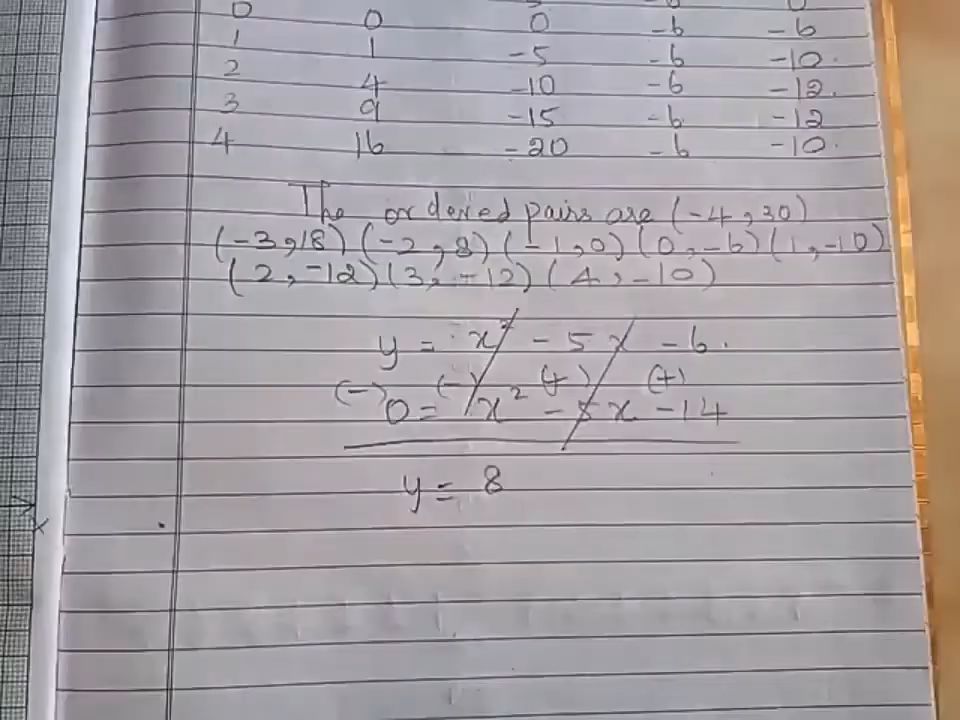 0 0 0 -6 -6
1 1 -5 -6 -10.
2 4 -10 -6 -12.
3 9 -15 -6 -12
4 16 -20 -6 -10.
The ordered pairs are (-4, 30)
(-3, 18) (-2, 8) (-1, 0) (0, -6) (1, -10)
(2, -12) (3, -12) (4, -10)
y = x² - 5x - 6.
(-) (-) (+) (+)
0 = x² - 5x - 14
y = 8
x